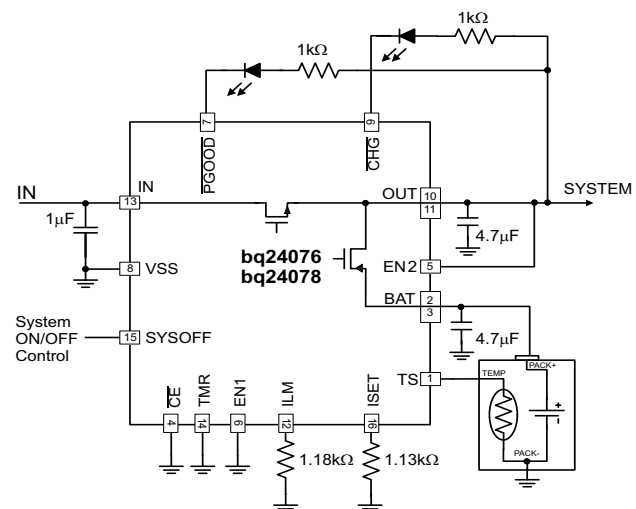 1kΩ
1kΩ
7
9
PGOOD
CHG
IN
IN
13
OUT
10
11
SYSTEM
1μF
4.7μF
bq24076
bq24078
EN2
5
8
VSS
BAT
2
3
System
ON/OFF
Control
15
SYSOFF
4.7μF
PACK+
TS
1
TEMP
CE
TMR
EN1
ILM
ISET
4
14
6
12
16
PACK-
1.18kΩ
1.13kΩ